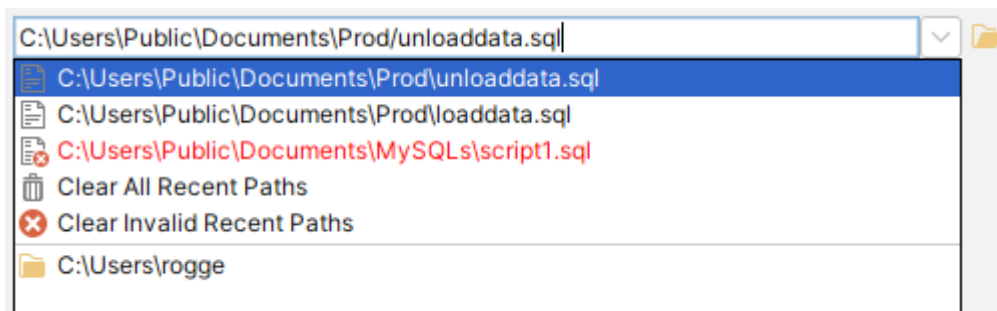 C:\Users\Public\Documents\Prod/unloaddata.sql
C:\Users\Public\Documents\Prod\unloaddata.sql
C:\Users\Public\Documents\Prod\loaddata.sql
C:\Users\Public\Documents\MySQLs\script1.sql
Clear All Recent Paths
Clear Invalid Recent Paths
C:\Users\rogge